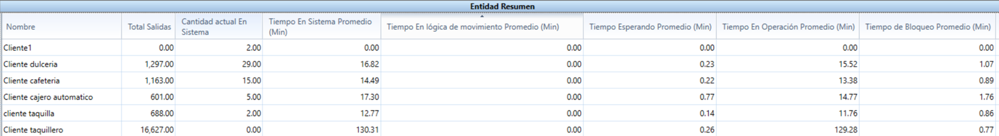 Entidad Resumen
Nombre Total Salidas Cantidad actual En Sistema Tiempo En Sistema Promedio (Min) Tiempo En lógica de movimiento Promedio (Min) Tiempo Esperando Promedio (Min) Tiempo En Operación Promedio (Min) Tiempo de Bloqueo Promedio (Min)
Cliente1 0.00 2.00 0.00 0.00 0.00 0.00 0.00
Cliente dulceria 1,297.00 29.00 16.82 0.00 0.23 15.52 1.07
Cliente cafeteria 1,163.00 15.00 14.49 0.00 0.22 13.38 0.89
Cliente cajero automatico 601.00 5.00 17.30 0.00 0.77 14.77 1.76
cliente taquilla 688.00 2.00 12.77 0.00 0.14 11.76 0.86
Cliente taquillero 16,627.00 0.00 130.31 0.00 0.26 129.28 0.77